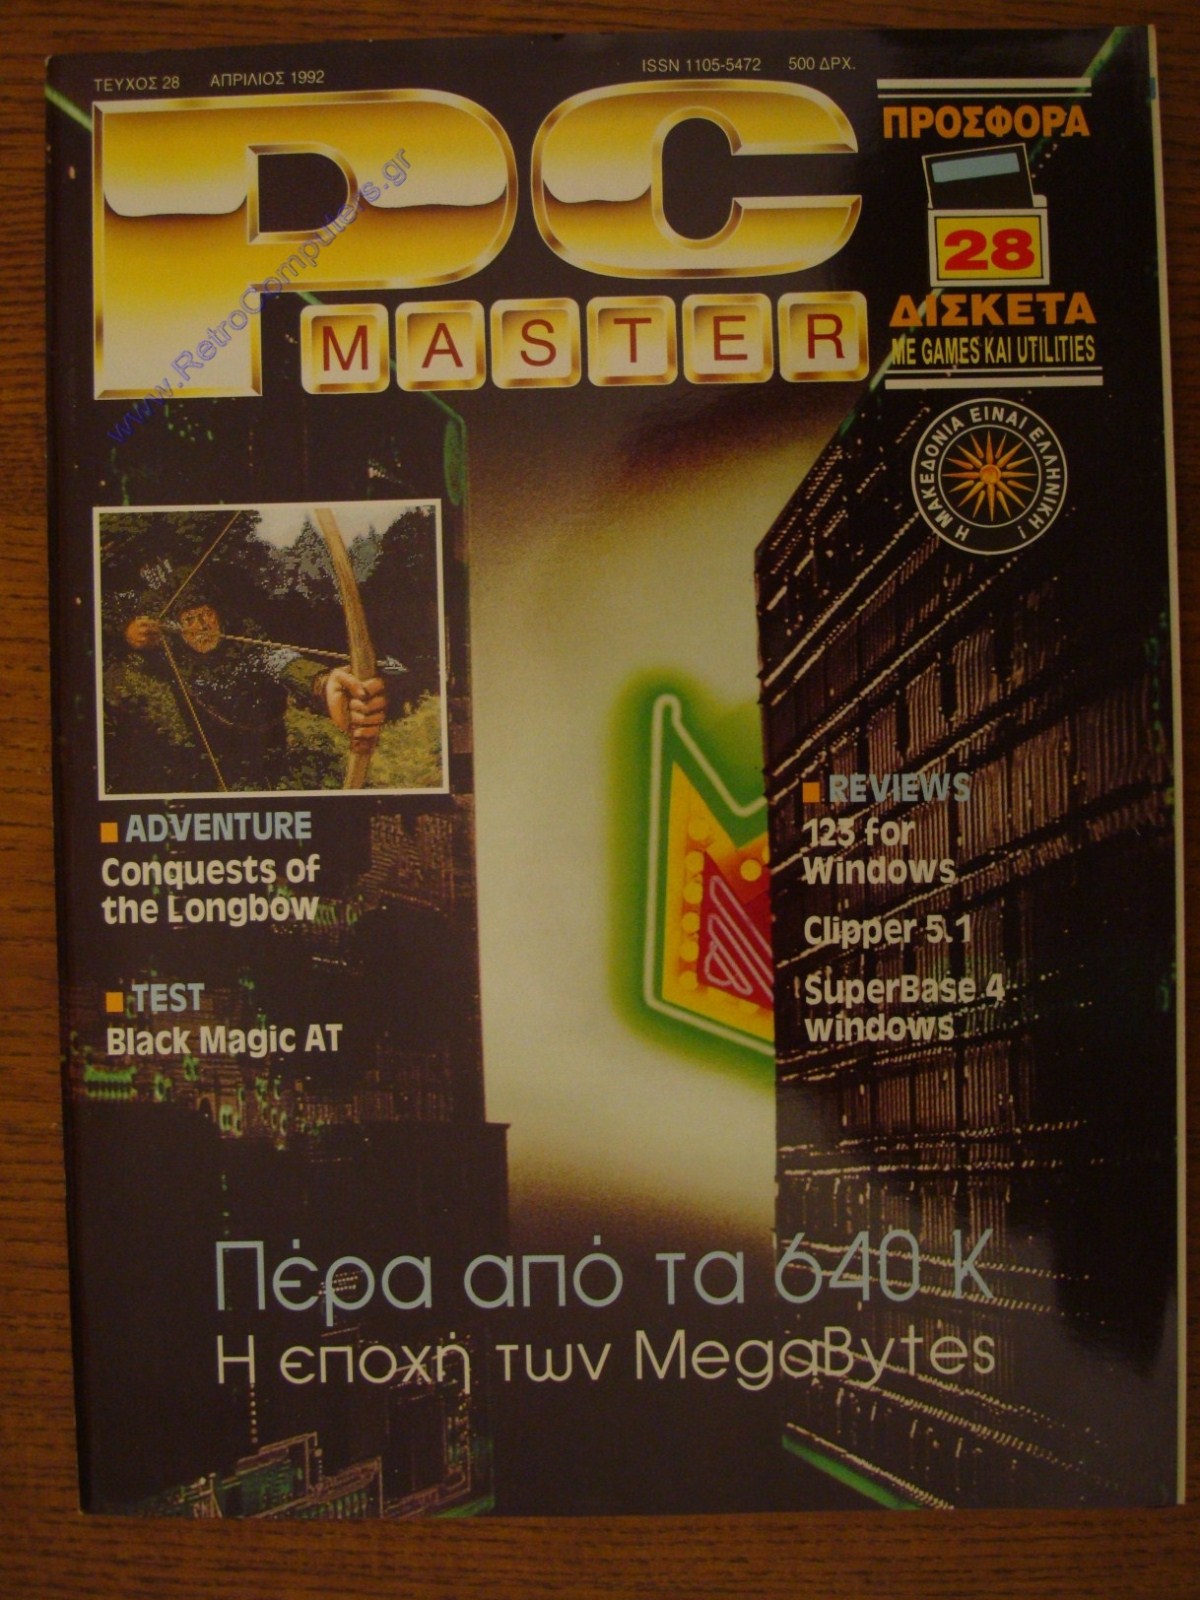 ΤΕΥΧΟΣ 28 ΑΠΡΙΛΙΟΣ 1992
ISSN 1105-5472 500 ΔΡΧ.
PC
MASTER
www.RetroComputers.gr
ΠΡΟΣΦΟΡΑ
28
ΔΙΣΚΕΤΑ
ΜΕ GAMES ΚΑΙ UTILITIES
Η ΜΑΚΕΔΟΝΙΑ ΕΙΝΑΙ ΕΛΛΗΝΙΚΗ!
ADVENTURE
Conquests of
the Longbow
TEST
Black Magic AT
REVIEWS
123 for
Windows
Clipper 5.1
SuperBase 4
windows
Πέρα από τα 640 K
Η εποχή των MegaBytes